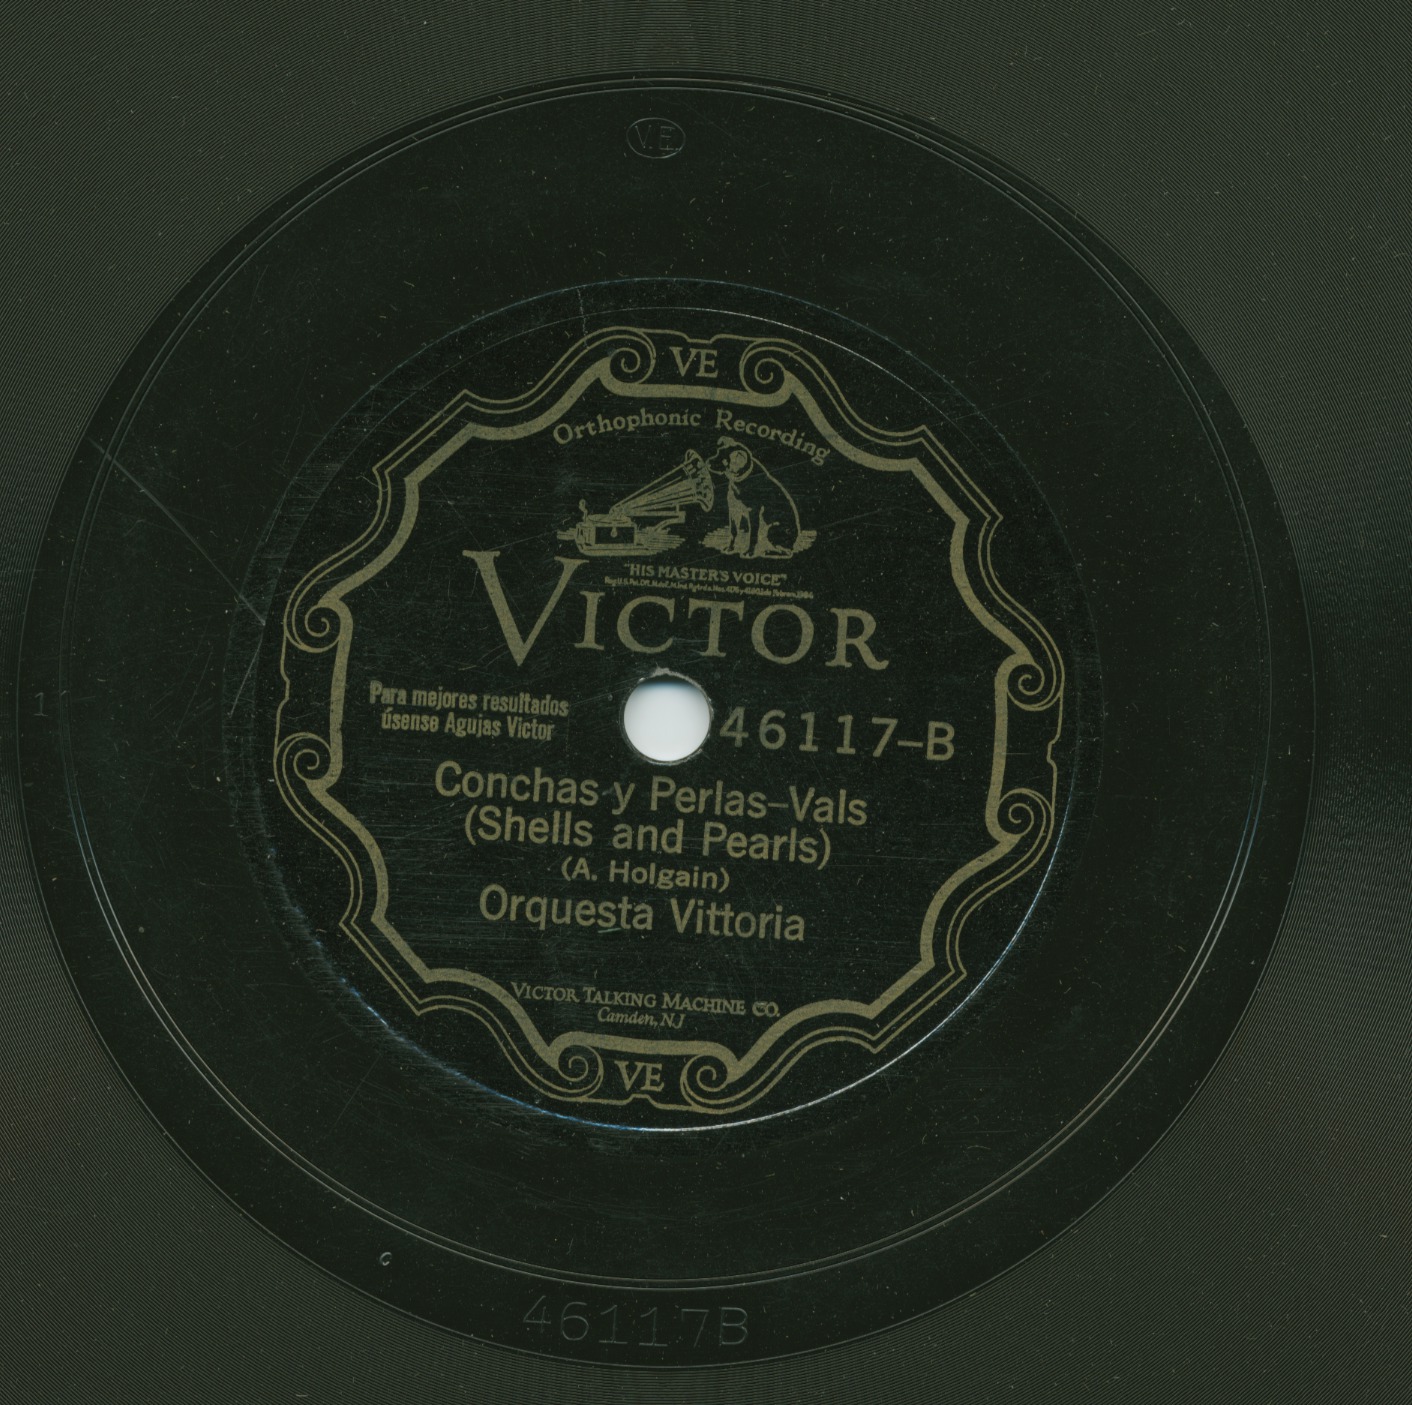 V.E.
VE
Orthophonic Recording
"HIS MASTER'S VOICE"
VICTOR
Para mejores resultados
úsense Agujas Victor
46117-B
Conchas y Perlas-Vals
(Shells and Pearls)
(A. Holgain)
Orquesta Vittoria
VICTOR TALKING MACHINE CO.
Camden, N.J
VE
1
46117B